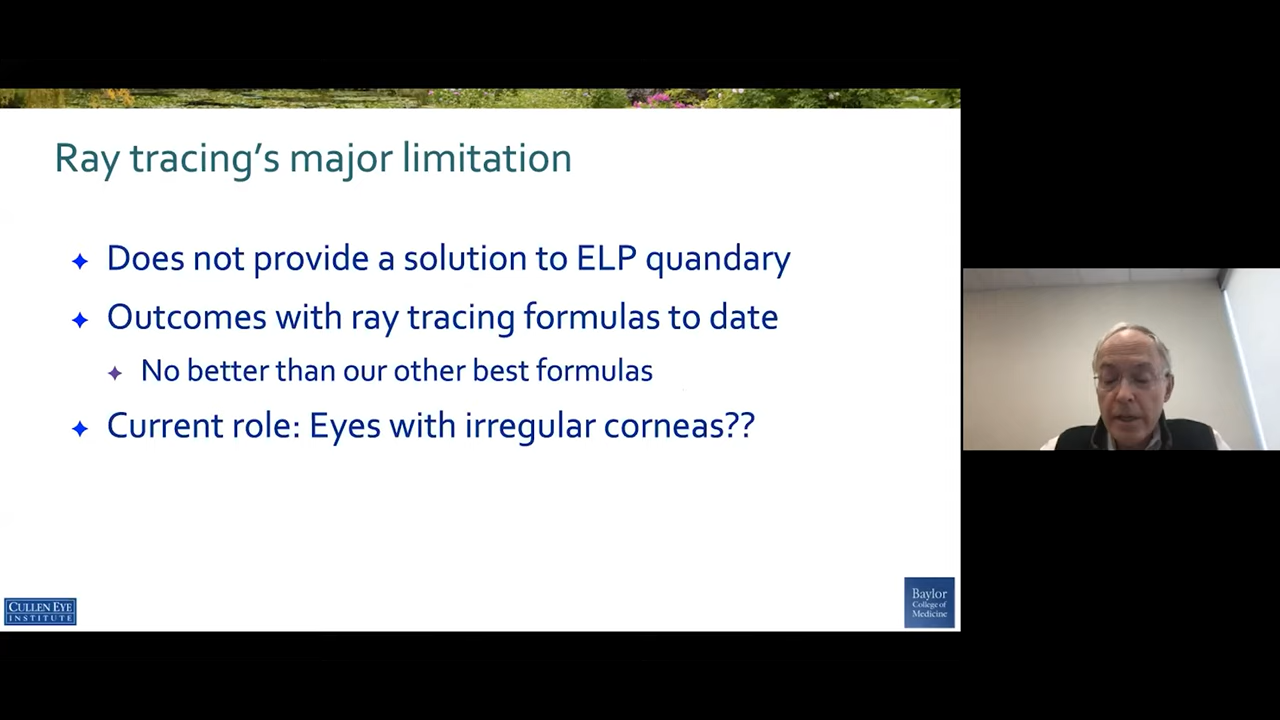 Ray tracing's major limitation
Does not provide a solution to ELP quandary
Outcomes with ray tracing formulas to date
No better than our other best formulas
Current role: Eyes with irregular corneas??
CULLEN EYE
INSTITUTE
Baylor
College of
Medicine